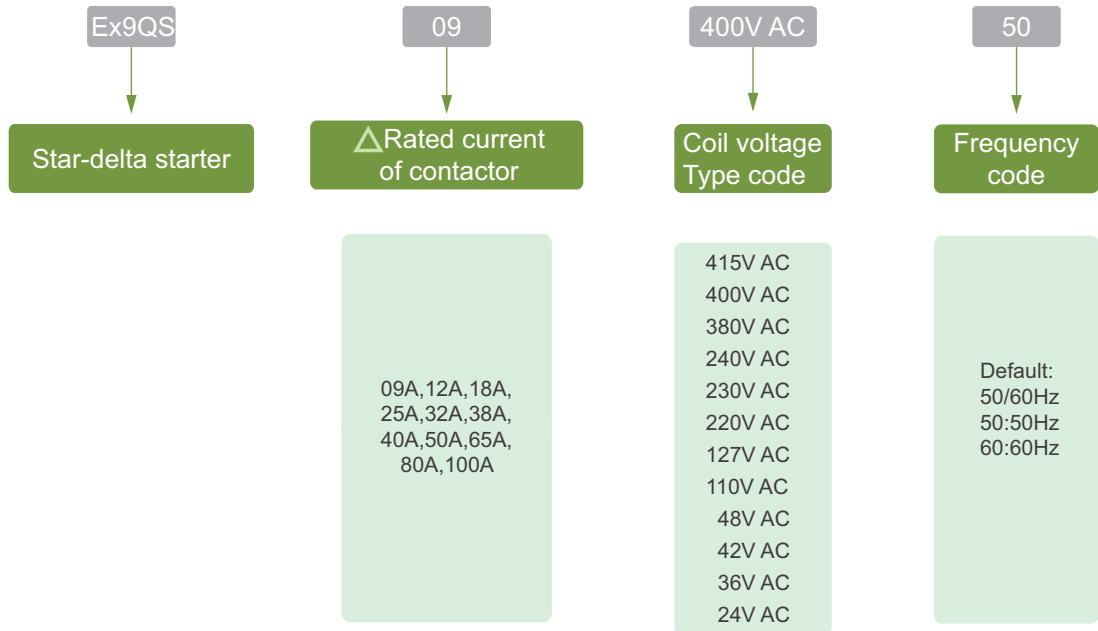 Ex9QS
09
400V AC
50
Star-delta starter
△Rated current
of contactor
Coil voltage
Type code
Frequency
code
09A,12A,18A,
25A,32A,38A,
40A,50A,65A,
80A,100A
415V AC
400V AC
380V AC
240V AC
230V AC
220V AC
127V AC
110V AC
48V AC
42V AC
36V AC
24V AC
Default:
50/60Hz
50:50Hz
60:60Hz